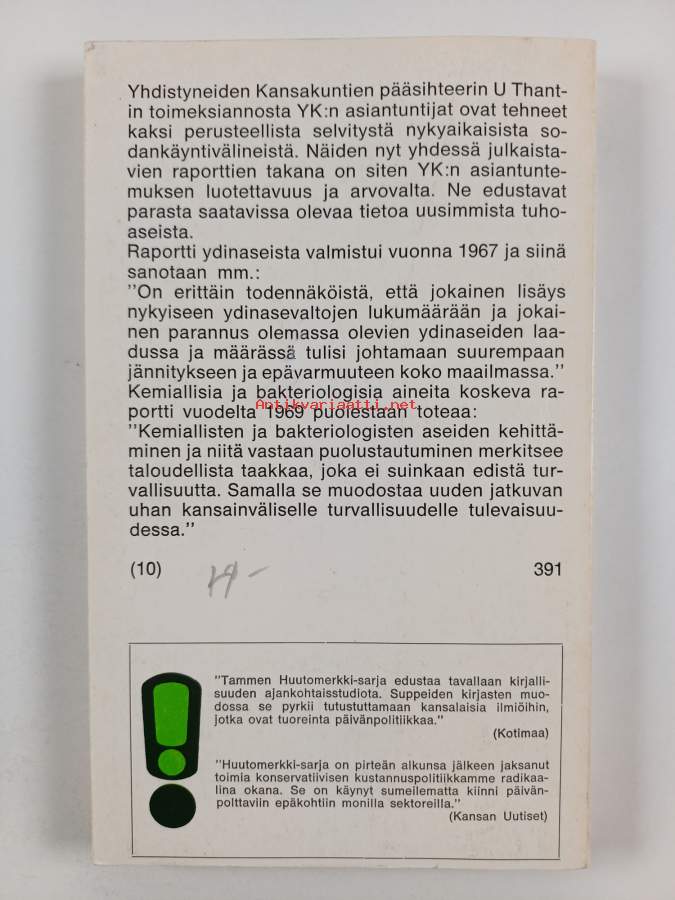 Yhdistyneiden Kansakuntien pääsihteerin U Thant-
in toimeksiannosta YK:n asiantuntijat ovat tehneet
kaksi perusteellista selvitystä nykyaikaisista so-
dankäyntivälineistä. Näiden nyt yhdessä julkaista-
vien raporttien takana on siten YK:n asiantunte-
muksen luotettavuus ja arvovalta. Ne edustavat
parasta saatavissa olevaa tietoa uusimmista tuho-
aseista.
Raportti ydinaseista valmistui vuonna 1967 ja siinä
sanotaan mm.:
"On erittäin todennäköistä, että jokainen lisäys
nykyiseen ydinasevaltojen lukumäärään ja jokai-
nen parannus olemassa olevien ydinaseiden laa-
dussa ja määrässä tulisi johtamaan suurempaan
jännitykseen ja epävarmuuteen koko maailmassa."
Kemiallisia ja bakteriologisia aineita koskeva ra-
Antikvariaatti.net
portti vuodelta 1969 puolestaan toteaa:
"Kemiallisten ja bakteriologisten aseiden kehittä-
minen ja niitä vastaan puolustautuminen merkitsee
taloudellista taakkaa, joka ei suinkaan edistä tur-
vallisuutta. Samalla se muodostaa uuden jatkuvan
uhan kansainväliselle turvallisuudelle tulevaisuu-
dessa."
(10) 391
"Tammen Huutomerkki-sarja edustaa tavallaan kirjalli-
suuden ajankohtaisstudiota. Suppeiden kirjasten muo-
dossa se pyrkii tutustuttamaan kansalaisia ilmiöihin,
jotka ovat tuoreinta päivänpolitiikkaa."
(Kotimaa)
"Huutomerkki-sarja on pirteän alkunsa jälkeen jaksanut
toimia konservatiivisen kustannuspolitiikkamme radikaa-
lina okana. Se on käynyt sumeilematta kiinni päivän-
polttaviin epäkohtiin monilla sektoreilla."
(Kansan Uutiset)